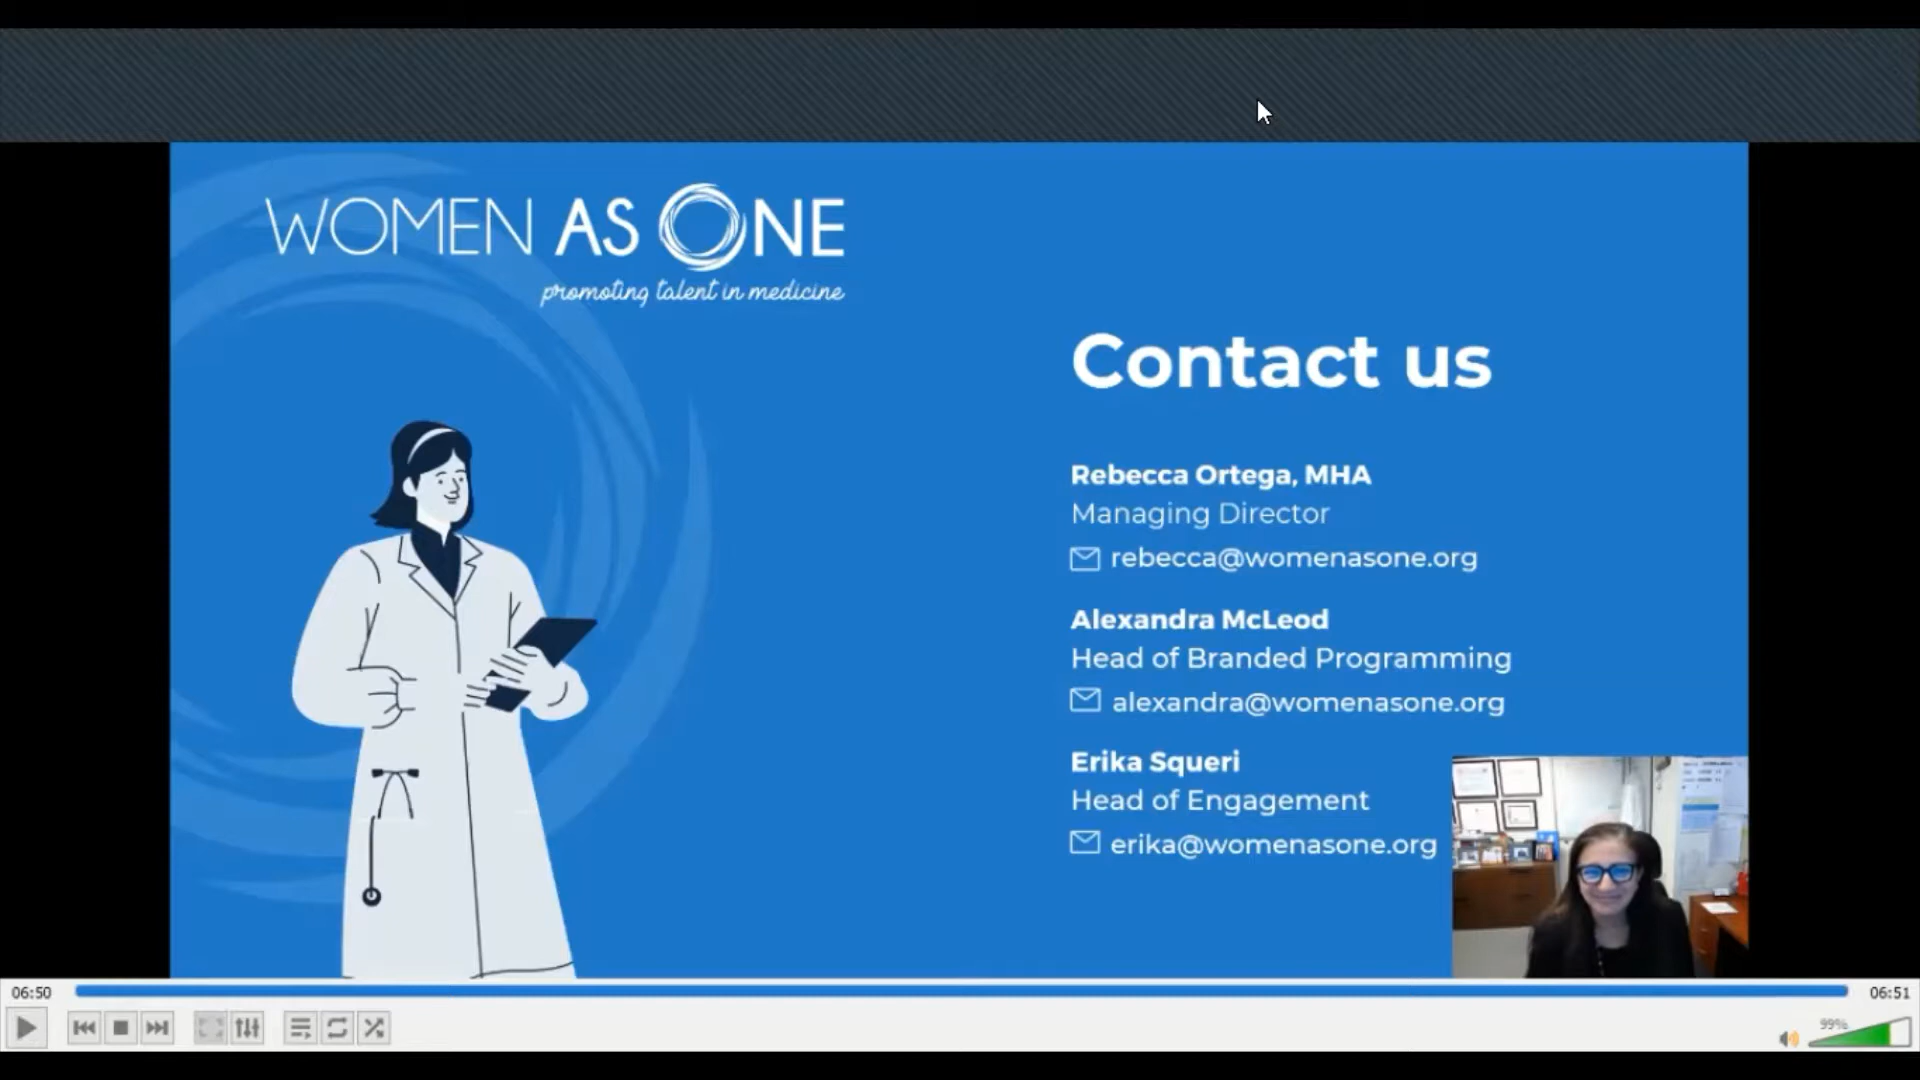 WOMEN AS ONE
promoting talent in medicine
Contact us
Rebecca Ortega, MHA
Managing Director
rebecca@womenasone.org
Alexandra McLeod
Head of Branded Programming
alexandra@womenasone.org
Erika Squeri
Head of Engagement
erika@womenasone.org
06:50
06:51
99%